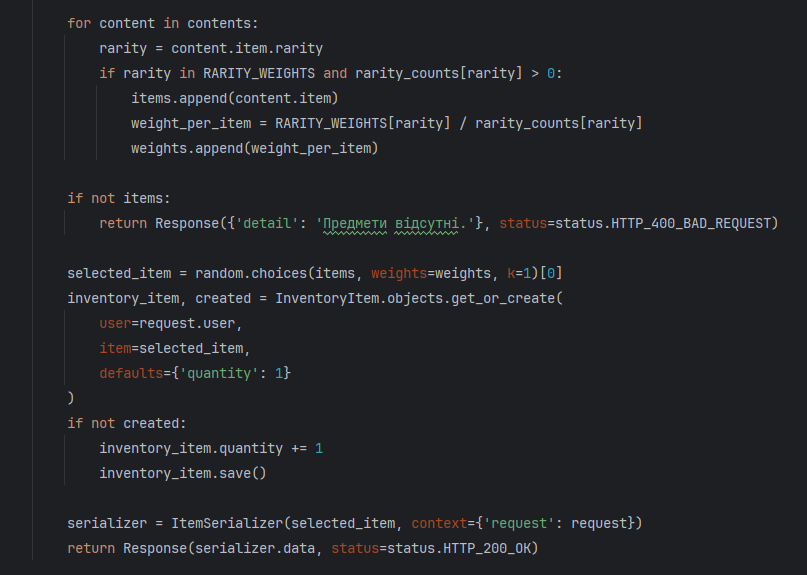 for content in contents:
    rarity = content.item.rarity
    if rarity in RARITY_WEIGHTS and rarity_counts[rarity] > 0:
        items.append(content.item)
        weight_per_item = RARITY_WEIGHTS[rarity] / rarity_counts[rarity]
        weights.append(weight_per_item)

if not items:
    return Response({'detail': 'Предмети відсутні.'}, status=status.HTTP_400_BAD_REQUEST)

selected_item = random.choices(items, weights=weights, k=1)[0]
inventory_item, created = InventoryItem.objects.get_or_create(
    user=request.user,
    item=selected_item,
    defaults={'quantity': 1}
)
if not created:
    inventory_item.quantity += 1
    inventory_item.save()

serializer = ItemSerializer(selected_item, context={'request': request})
return Response(serializer.data, status=status.HTTP_200_OK)